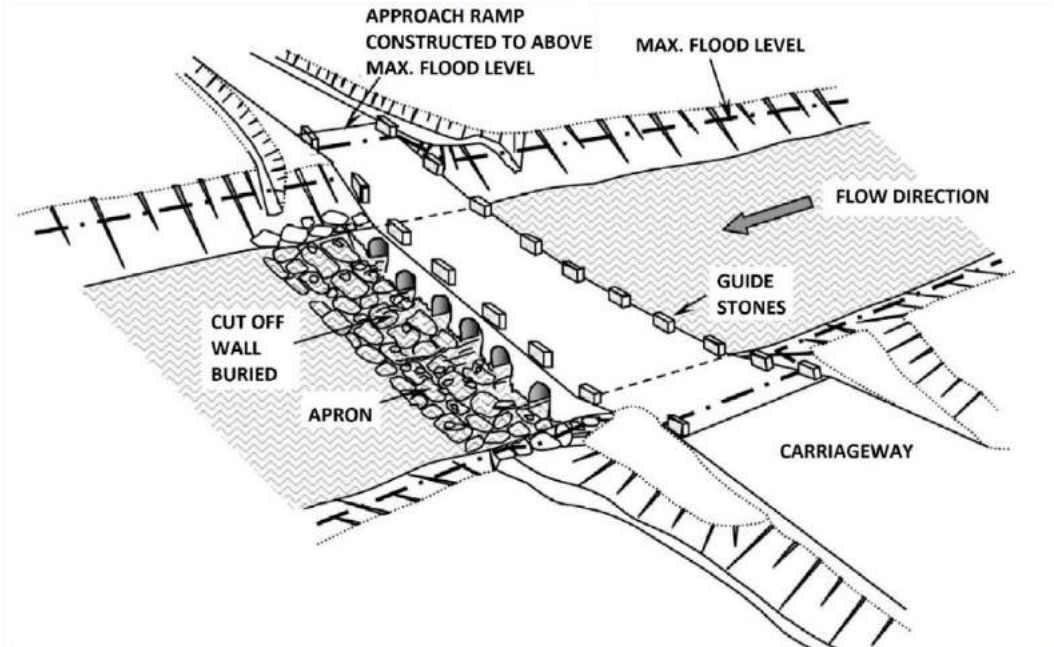 APPROACH RAMP
CONSTRUCTED TO ABOVE
MAX. FLOOD LEVEL
MAX. FLOOD LEVEL
FLOW DIRECTION
GUIDE
STONES
CUT OFF
WALL
BURIED
APRON
CARRIAGEWAY